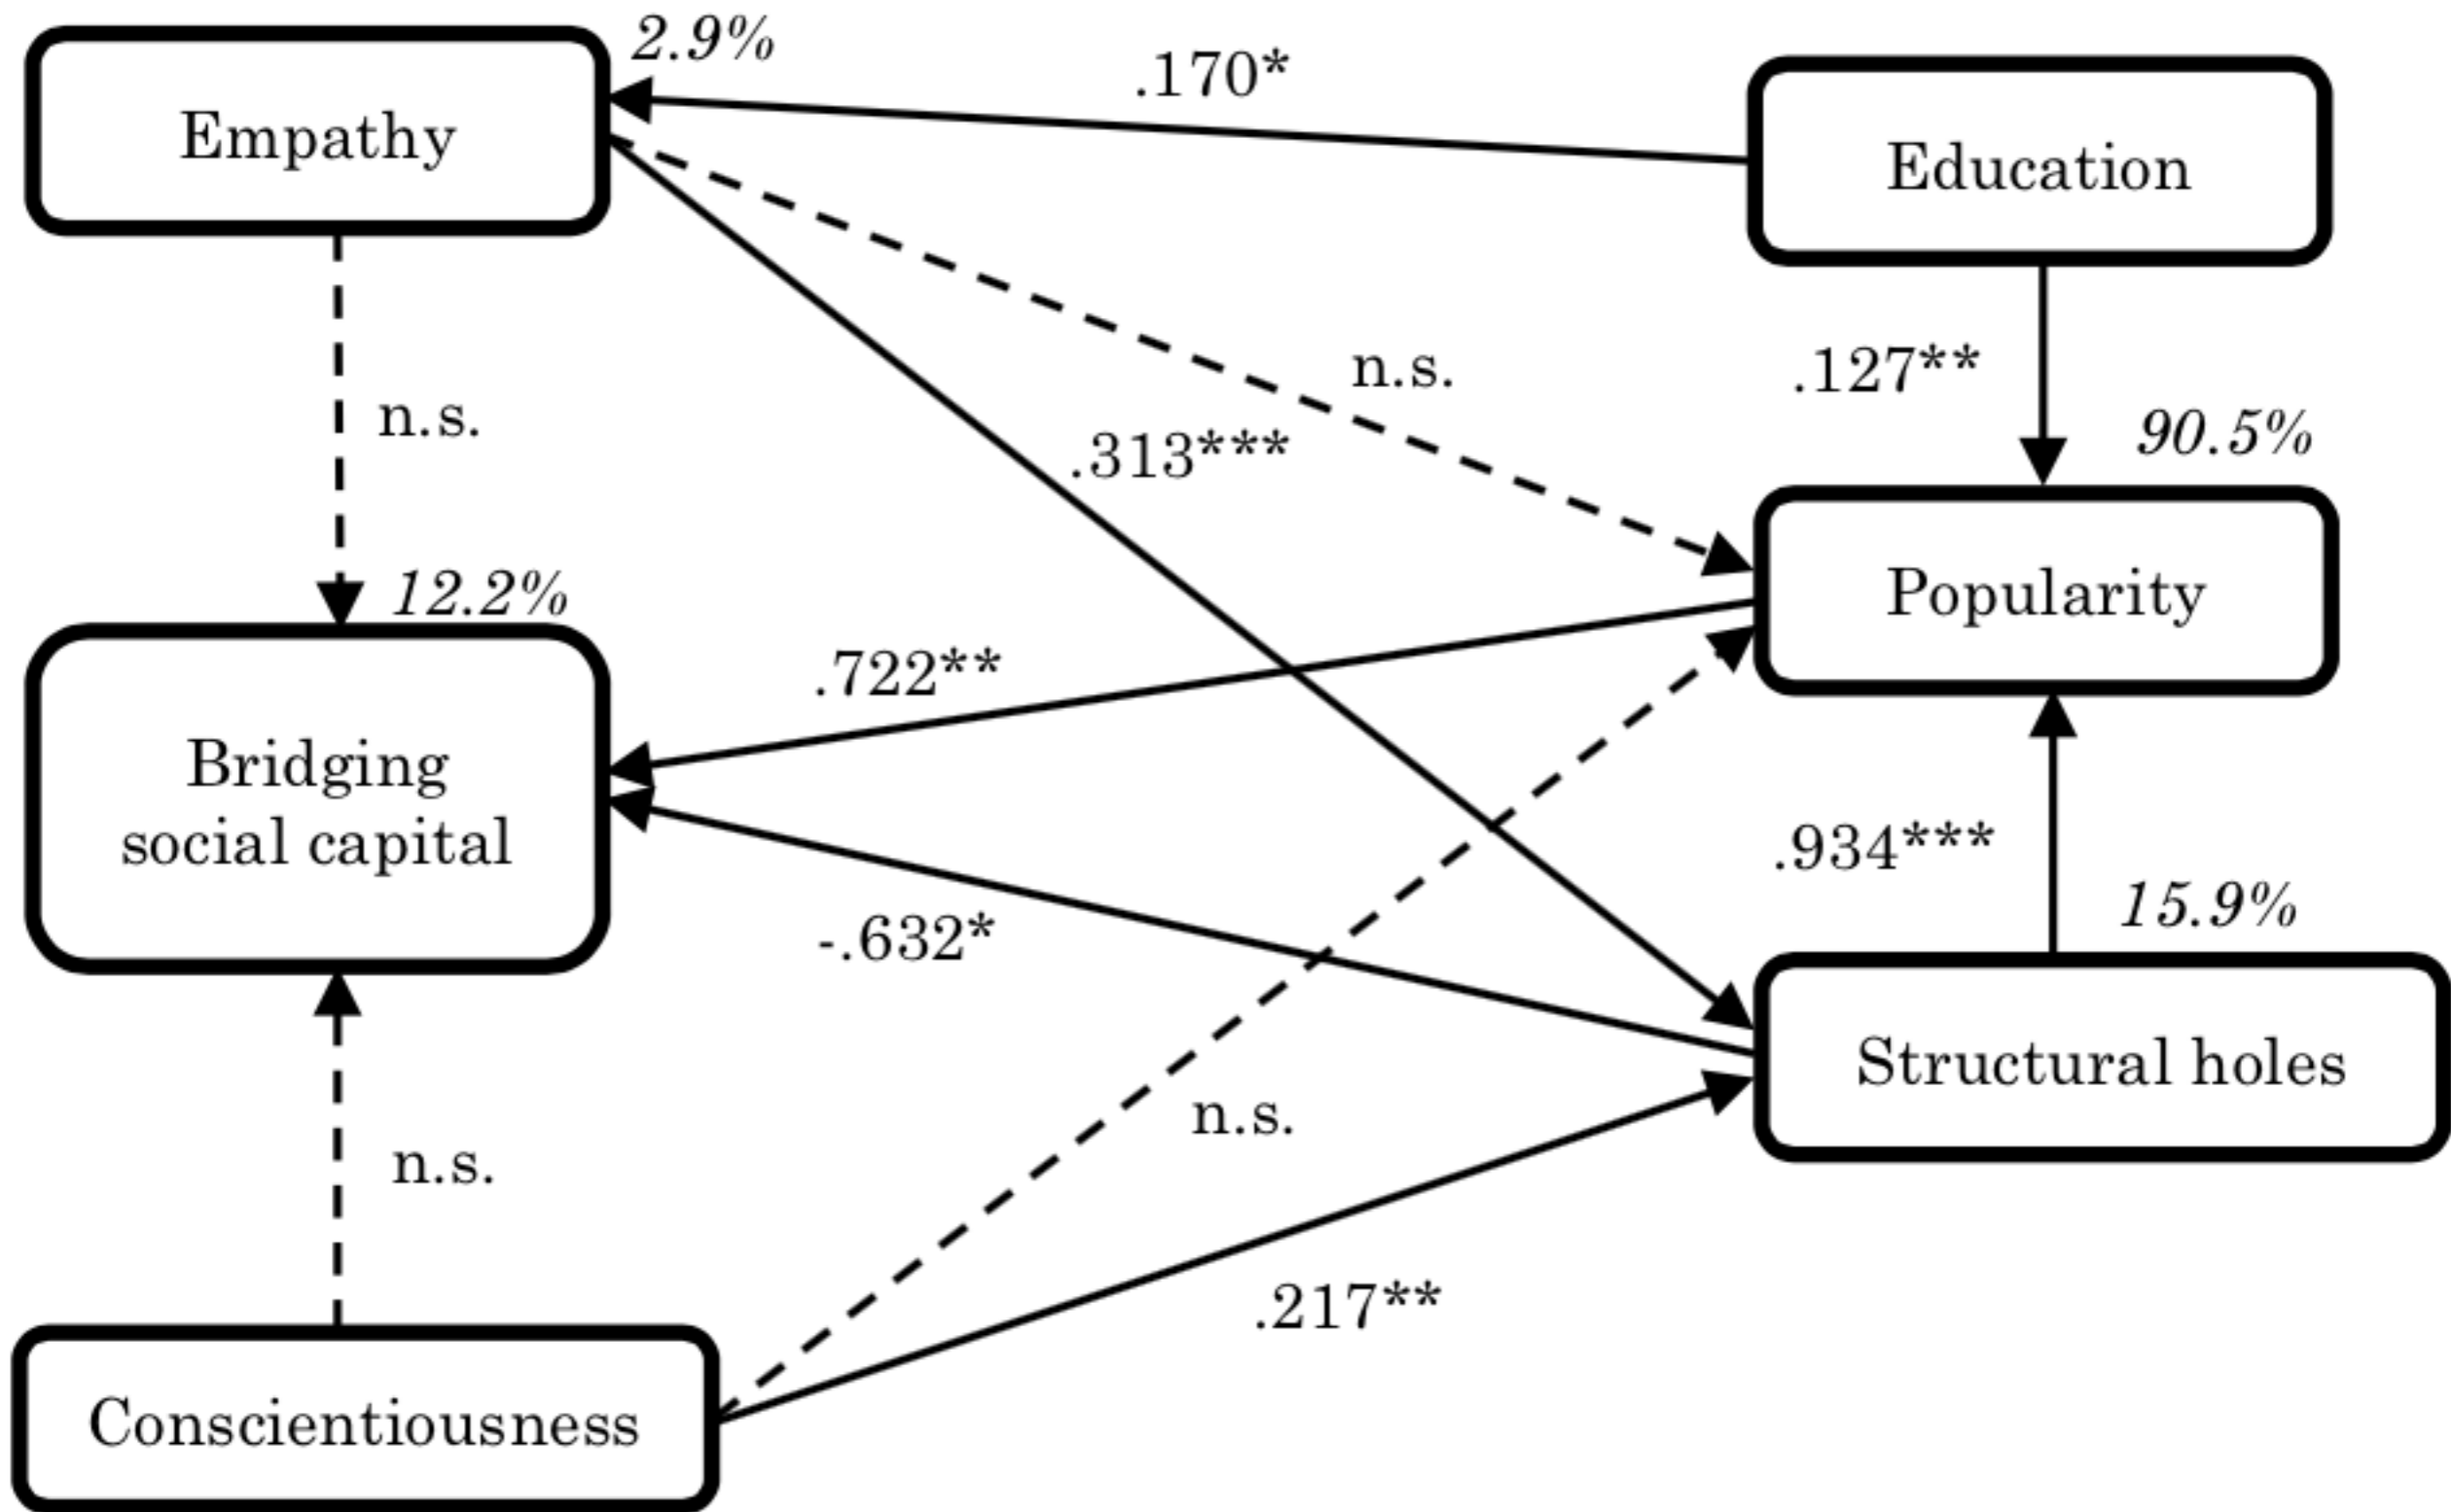 2.9%
.170*
Empathy
Education
n.s.
.127**
n.s.
90.5%
.313***
12.2%
Popularity
.722**
Bridging
social capital
.934***
15.9%
-.632*
Structural holes
n.s.
n.s.
.217**
Conscientiousness